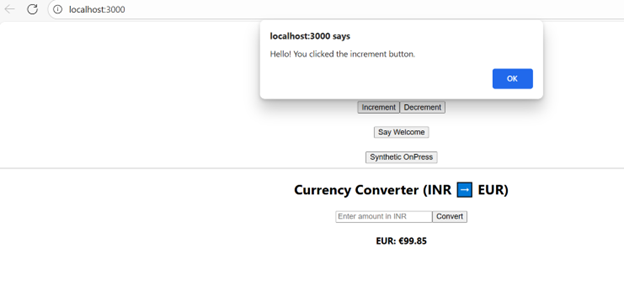 localhost:3000
localhost:3000 says
Hello! You clicked the increment button.
OK
Increment Decrement
Say Welcome
Synthetic OnPress
Currency Converter (INR ➡ EUR)
Enter amount in INR Convert
EUR: €99.85